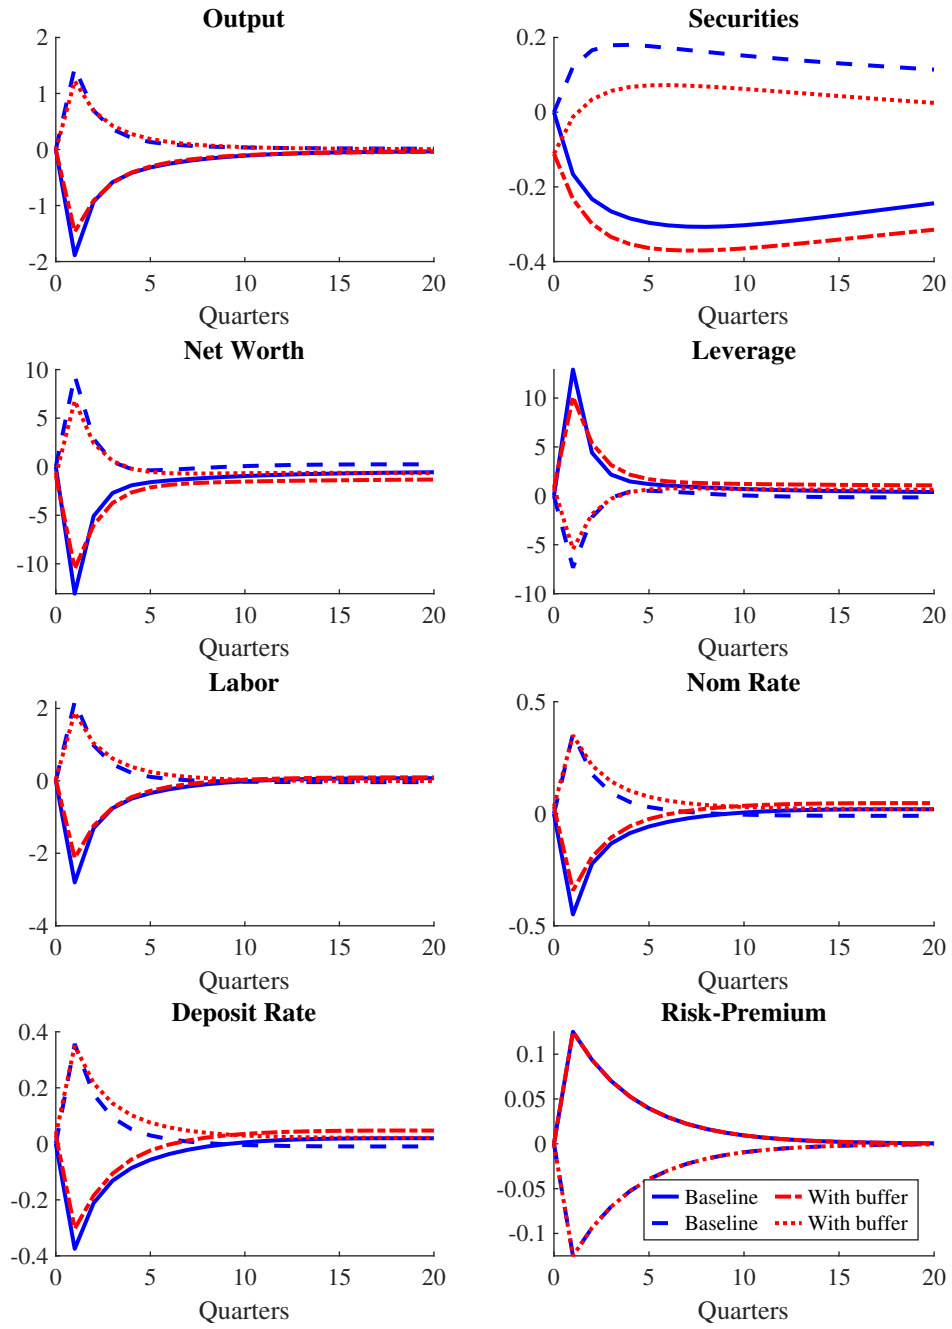 Output
Securities
2
1
0
-1
-2
0 5 10 15 20
Quarters
0.2
0
-0.2
-0.4
0 5 10 15 20
Quarters
Net Worth
Leverage
10
5
0
-5
-10
0 5 10 15 20
Quarters
10
5
0
-5
-10
0 5 10 15 20
Quarters
Labor
Nom Rate
2
0
-2
-4
0 5 10 15 20
Quarters
0.5
0
-0.5
0 5 10 15 20
Quarters
Deposit Rate
Risk-Premium
0.4
0.2
0
-0.2
-0.4
0 5 10 15 20
Quarters
0.1
0.05
0
-0.05
-0.1
0 5 10 15 20
Quarters
Baseline With buffer
Baseline With buffer